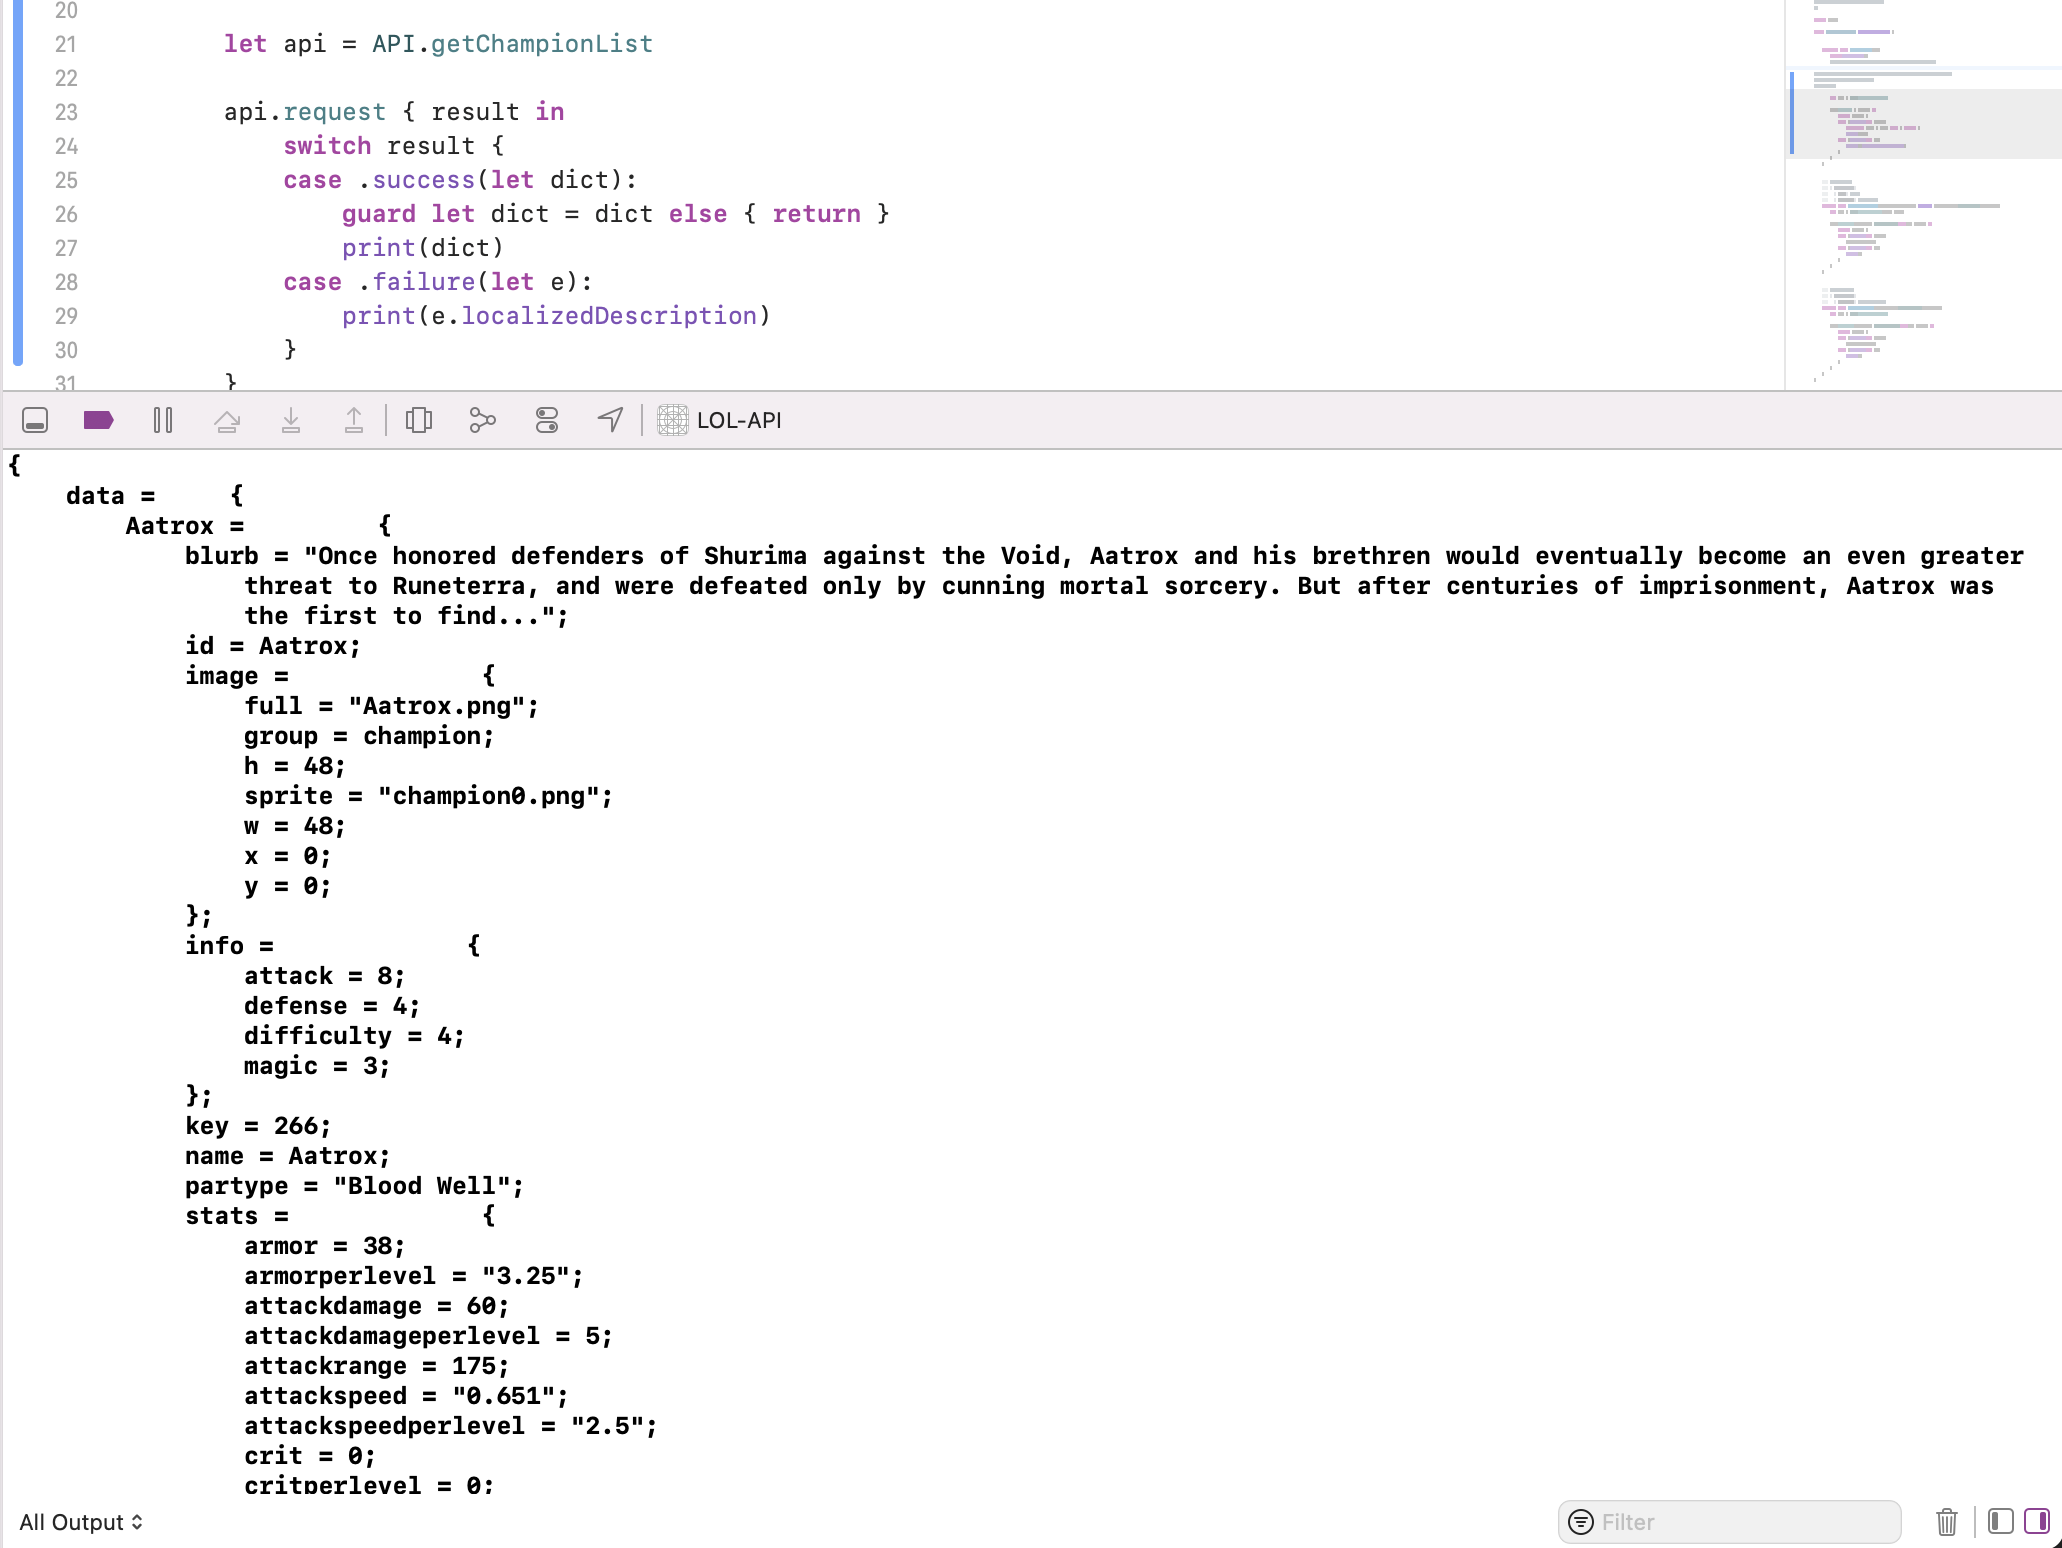 20
21 let api = API.getChampionList
22
23 api.request { result in
24 switch result {
25 case .success(let dict):
26 guard let dict = dict else { return }
27 print(dict)
28 case .failure(let e):
29 print(e.localizedDescription)
30 }
31 }
LOL-API
{
data = {
Aatrox = {
blurb = "Once honored defenders of Shurima against the Void, Aatrox and his brethren would eventually become an even greater
threat to Runeterra, and were defeated only by cunning mortal sorcery. But after centuries of imprisonment, Aatrox was
the first to find...";
id = Aatrox;
image = {
full = "Aatrox.png";
group = champion;
h = 48;
sprite = "champion0.png";
w = 48;
x = 0;
y = 0;
};
info = {
attack = 8;
defense = 4;
difficulty = 4;
magic = 3;
};
key = 266;
name = Aatrox;
partype = "Blood Well";
stats = {
armor = 38;
armorperlevel = "3.25";
attackdamage = 60;
attackdamageperlevel = 5;
attackrange = 175;
attackspeed = "0.651";
attackspeedperlevel = "2.5";
crit = 0;
critperlevel = 0;
All Output
Filter